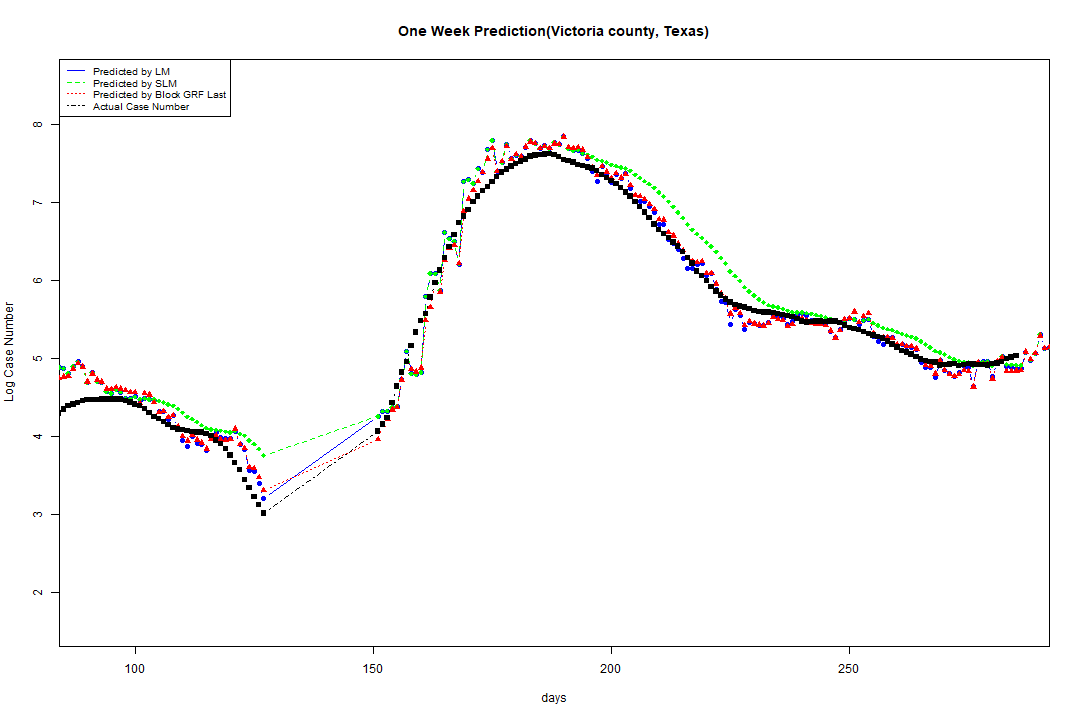 One Week Prediction(Victoria county, Texas)
Predicted by LM
Predicted by SLM
Predicted by Block GRF Last
Actual Case Number
8
7
6
5
4
3
2
Log Case Number
100
150
200
250
days